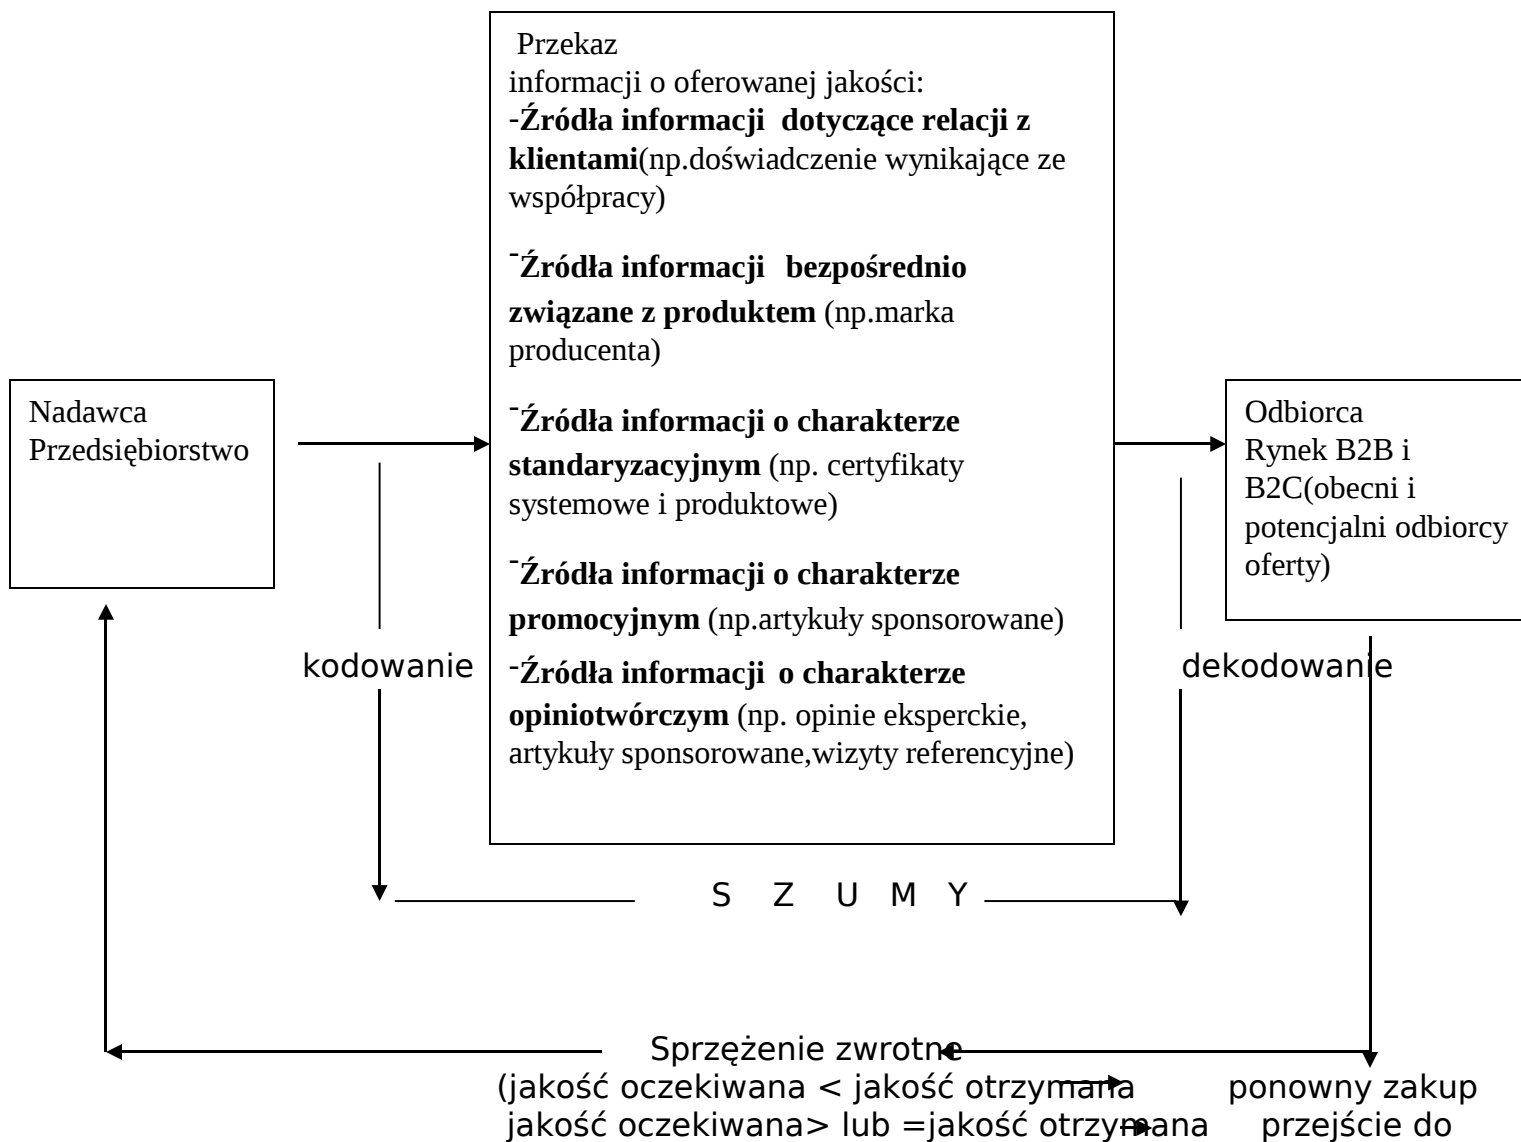 Przekaz
informacji o oferowanej jakości:
-Źródła informacji dotyczące relacji z
klientami(np.doświadczenie wynikające ze
współpracy)
-Źródła informacji bezpośrednio
związane z produktem (np.marka
producenta)
-Źródła informacji o charakterze
standaryzacyjnym (np. certyfikaty
systemowe i produktowe)
-Źródła informacji o charakterze
promocyjnym (np.artykuły sponsorowane)
-Źródła informacji o charakterze
opiniotwórczym (np. opinie eksperckie,
artykuły sponsorowane,wizyty referencyjne)
Nadawca
Przedsiębiorstwo
Odbiorca
Rynek B2B i
B2C(obecni i
potencjalni odbiorcy
oferty)
kodowanie
dekodowanie
S Z U M Y
Sprzężenie zwrotne
(jakość oczekiwana < jakość otrzymana ponowny zakup
jakość oczekiwana> lub =jakość otrzymana przejście do